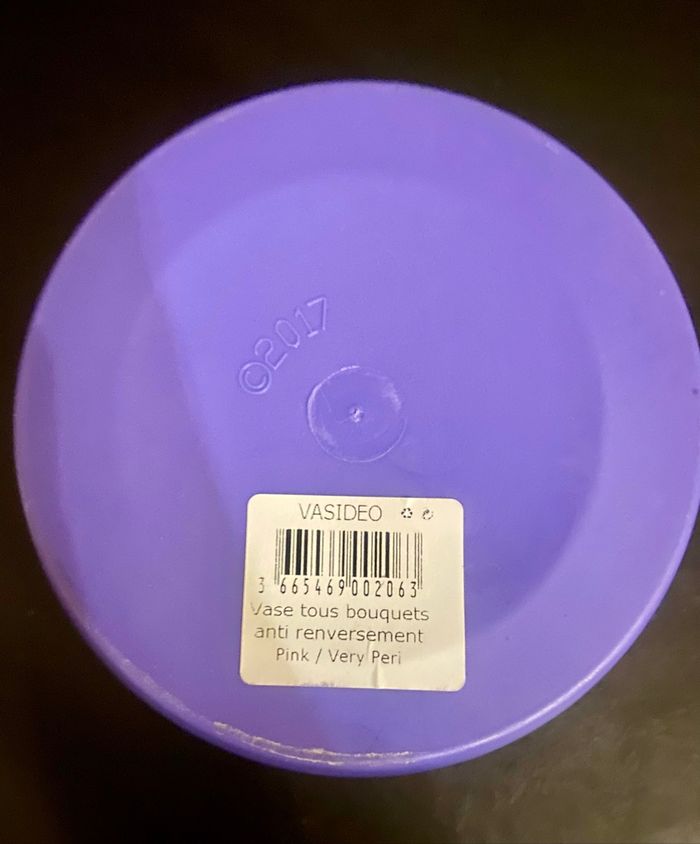 ©2017
VASIDEO
3 665469 002063
Vase tous bouquets
anti renversement
Pink / Very Peri